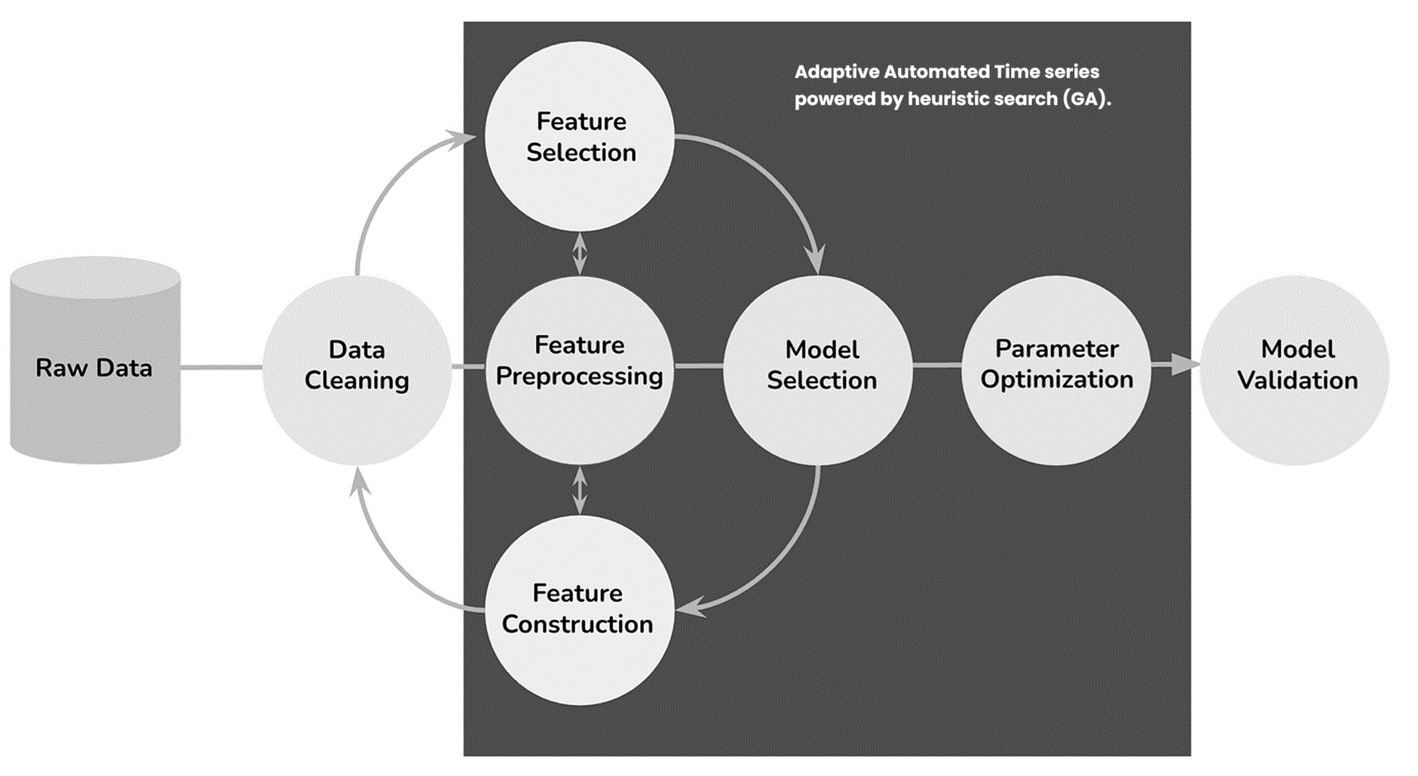 Adaptive Automated Time series
powered by heuristic search (GA).
Feature
Selection
Raw Data
Data
Cleaning
Feature
Preprocessing
Model
Selection
Parameter
Optimization
Model
Validation
Feature
Construction